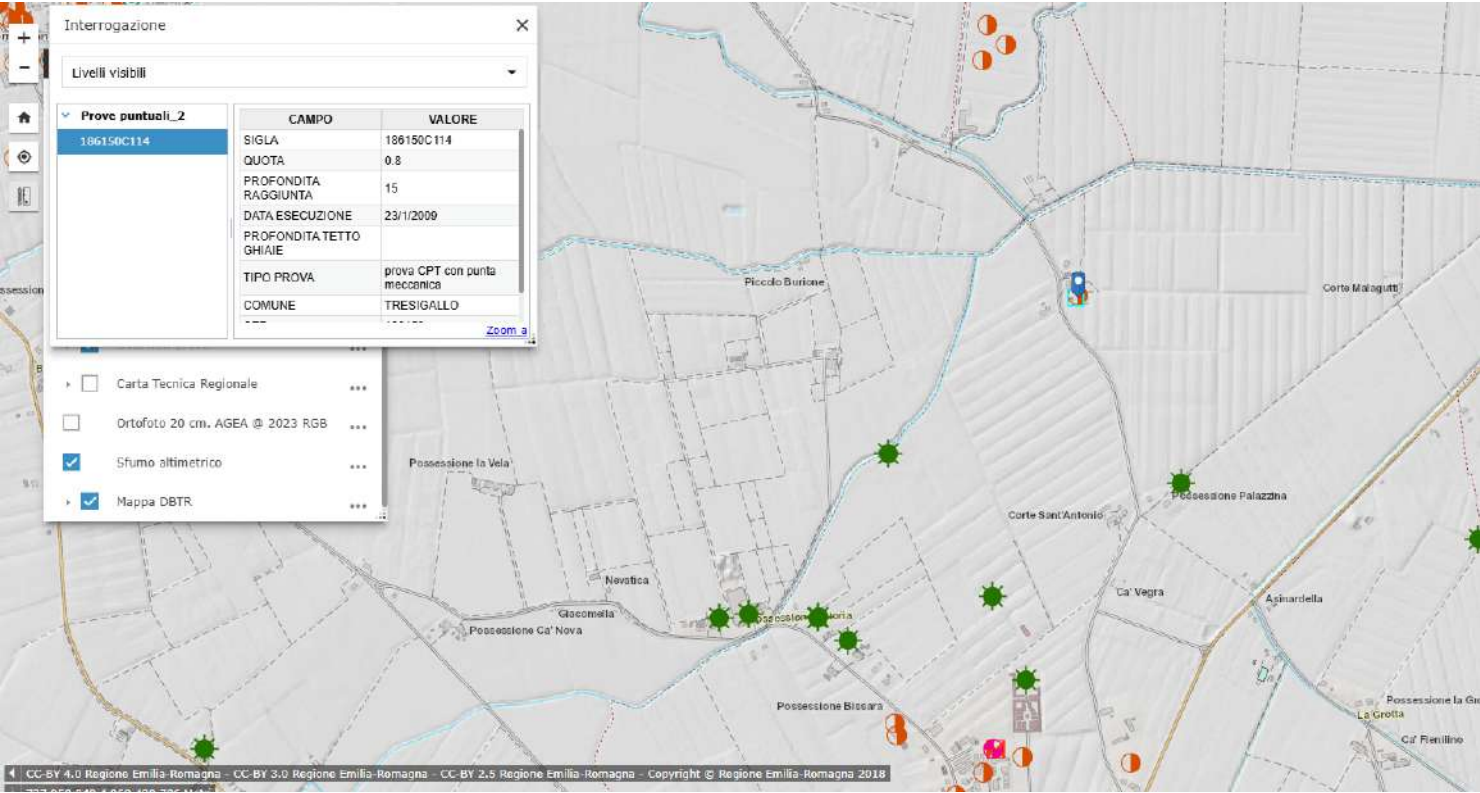 Interrogazione
Livelli visibili
Prove puntuali_2
186150C114
CAMPO VALORE
SIGLA 186150C114
QUOTA 0.8
PROFONDITA RAGGIUNTA 15
DATA ESECUZIONE 23/1/2009
PROFONDITA TETTO GHIAIE
TIPO PROVA prova CPT con punta meccanica
COMUNE TRESIGALLO
Zoom a
Carta Tecnica Regionale
Ortofoto 20 cm. AGEA @ 2023 RGB
Sfumo altimetrico
Mappa DBTR
Piccolo Burione
Corte Malagutti
Possessione la Vela
Possessione Palazzina
Corte Sant'Antonio
Nevatica
Giacomella
Possessione Ca' Nova
Ca' Vegra
Asinardella
Possessione Bissara
La Grotta
Ca' Fienilino
CC-BY 4.0 Regione Emilia-Romagna - CC-BY 3.0 Regione Emilia-Romagna - CC-BY 2.5 Regione Emilia-Romagna - Copyright © Regione Emilia-Romagna 2018